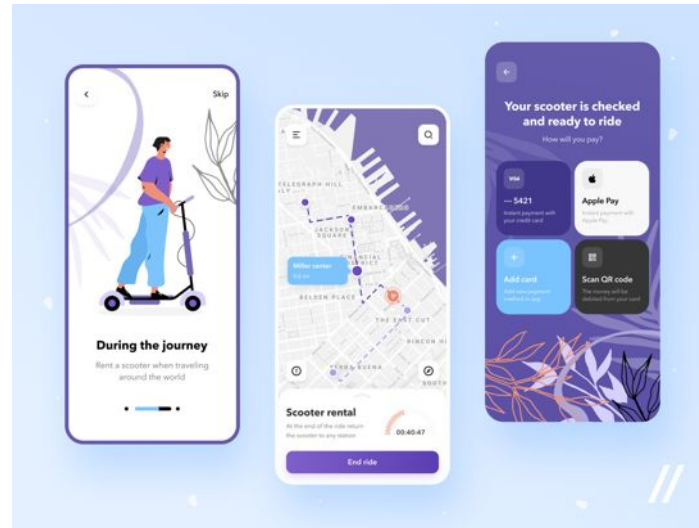 Skip
During the journey
Rent a scooter when traveling
around the world
TELEGRAPH HILL
EMBARCADERO
JACKSON
SQUARE
FINANCIAL
DISTRICT
Miller center
BELDEN PLACE
THE EAST CUT
RINCON HI
YERBA BUENA
SOUTH
Scooter rental
At the end of the ride return
the scooter to any station
00:40:47
End ride
Your scooter is checked
and ready to ride
How will you pay?
VISA
5421
Instant payment with
your credit card
Apple Pay
Instant payment with
Apple Pay
Add card
Add new payment
method in app
Scan QR code
The money will be
debited from your card